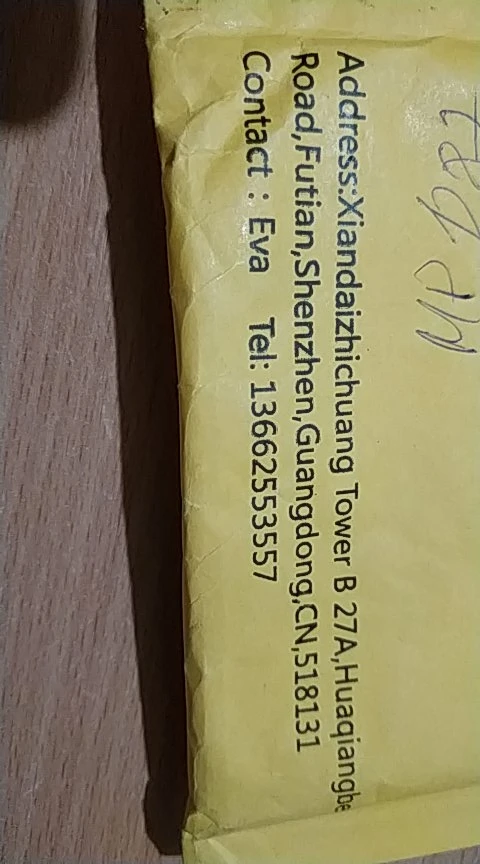 Address:Xiandaizhichuang Tower B 27A,Huaqiangbe
Road,Futian,Shenzhen,Guangdong,CN,518131
Contact : Eva Tel: 13662553557